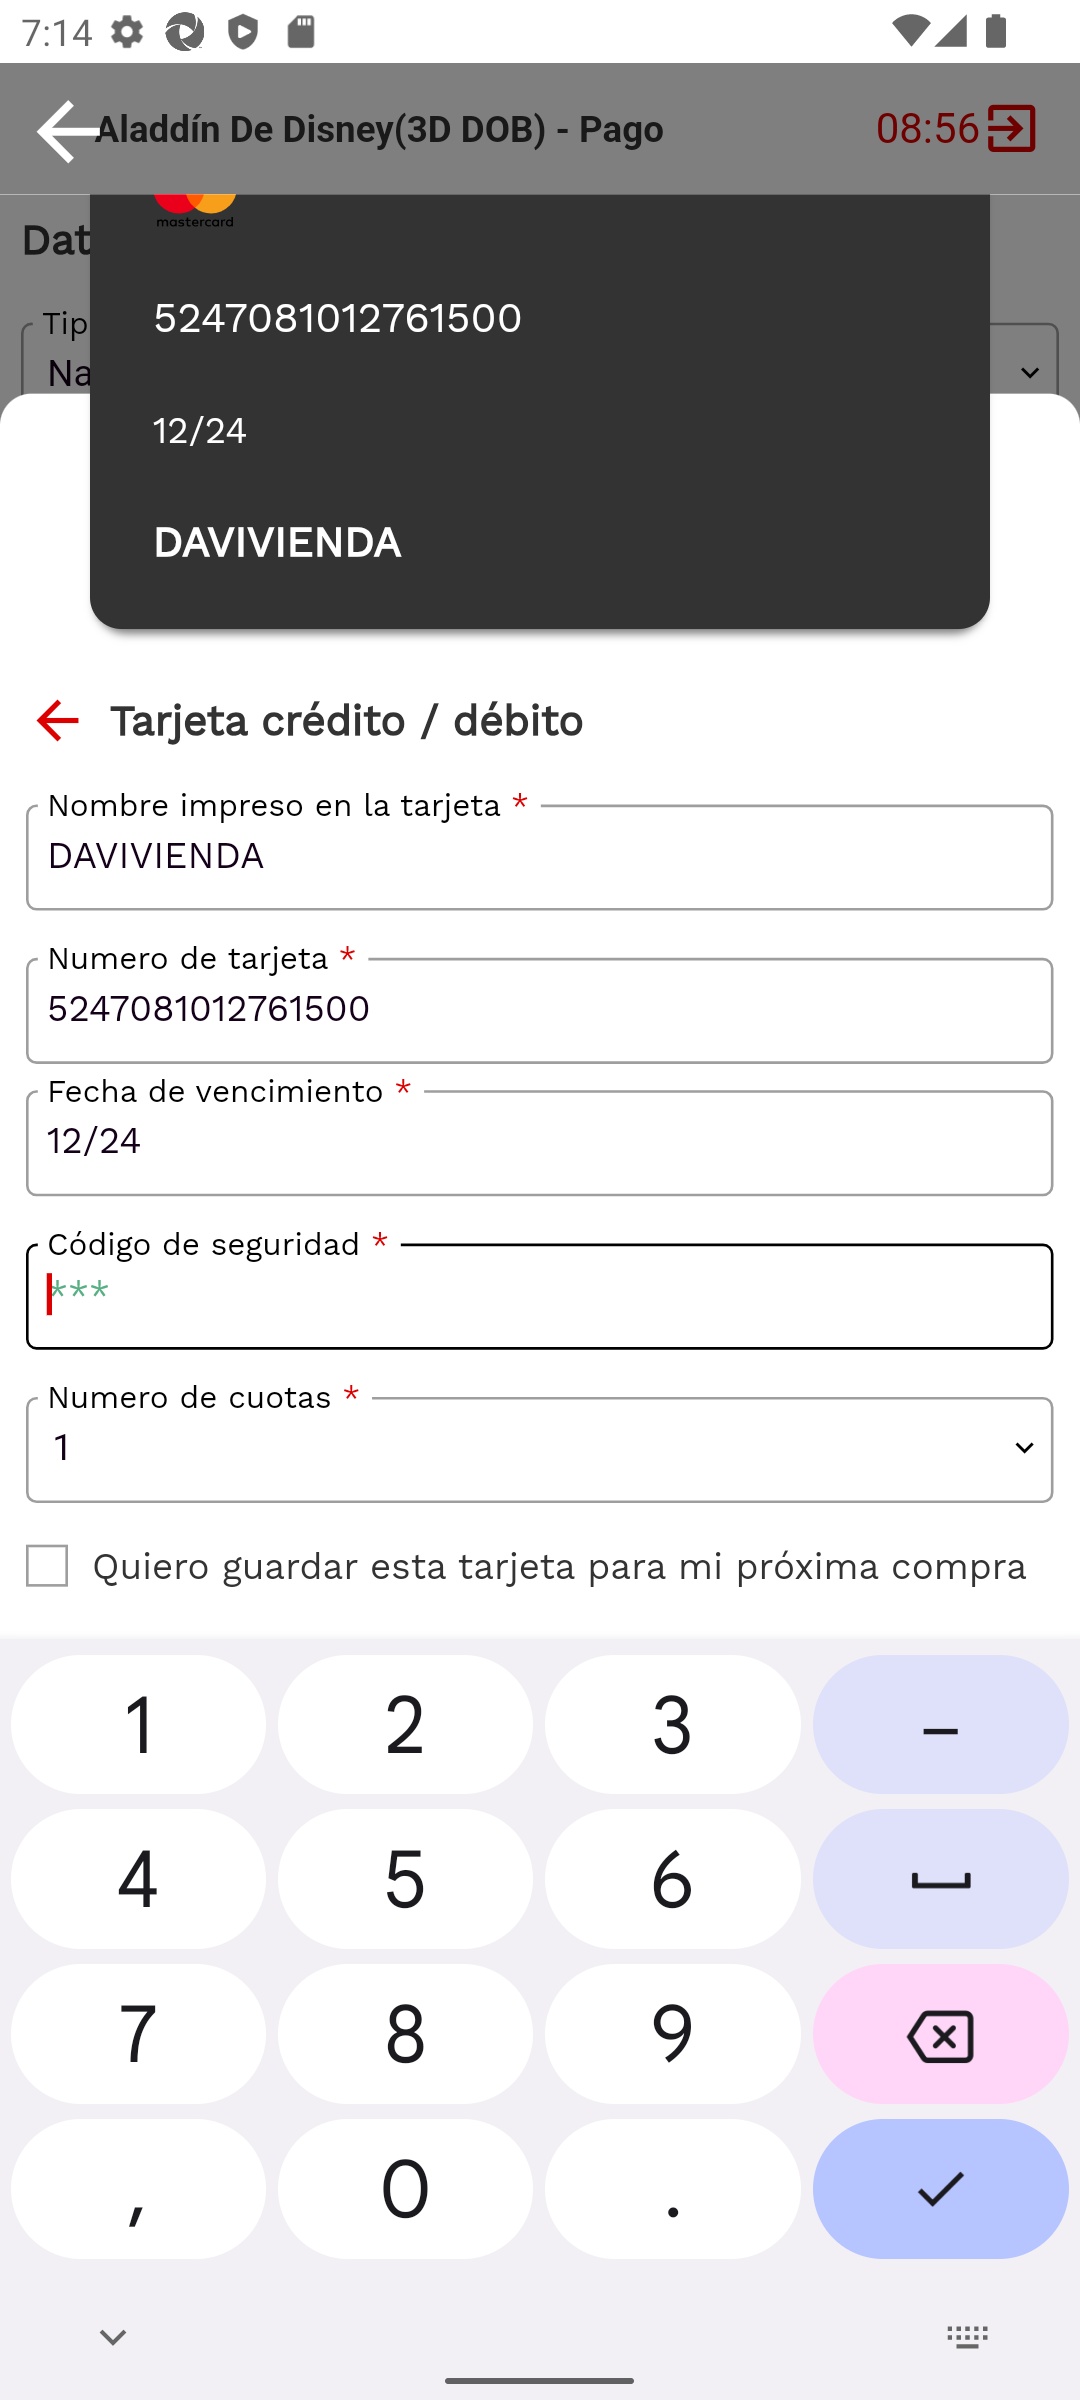 7:14
Aladdín De Disney(3D DOB) - Pago
08:56
mastercard
Dat
5247081012761500
Tip
Na
12/24
DAVIVIENDA
Tarjeta crédito / débito
Nombre impreso en la tarjeta *
DAVIVIENDA
Numero de tarjeta *
5247081012761500
Fecha de vencimiento *
12/24
Código de seguridad *
***
Numero de cuotas *
1
Quiero guardar esta tarjeta para mi próxima compra
1 2 3 –
4 5 6
7 8 9
, 0 .